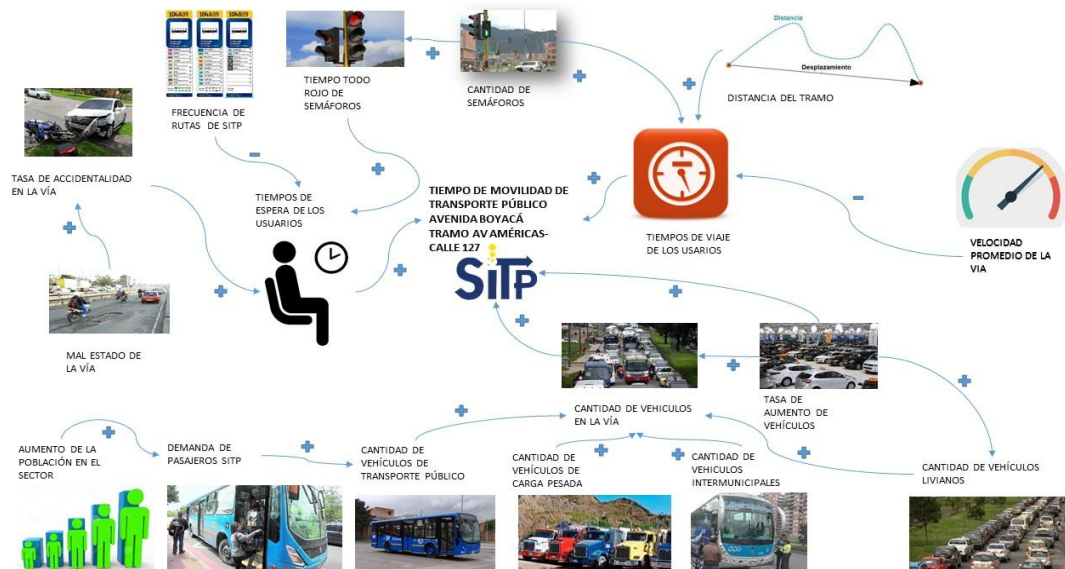 104A09 104A09 104B09
Distancia
Desplazamiento
TIEMPO TODO
ROJO DE
SEMÁFOROS
CANTIDAD DE
SEMÁFOROS
DISTANCIA DEL TRAMO
FRECUENCIA DE
RUTAS DE SITP
TASA DE ACCIDENTALIDAD
EN LA VÍA
TIEMPOS DE
ESPERA DE LOS
USUARIOS
TIEMPO DE MOVILIDAD DE
TRANSPORTE PÚBLICO
AVENIDA BOYACÁ
TRAMO AV AMÉRICAS-
CALLE 127
SiTP
TIEMPOS DE VIAJE
DE LOS USARIOS
VELOCIDAD
PROMEDIO DE LA
VIA
MAL ESTADO DE
LA VÍA
TASA DE
AUMENTO DE
VEHÍCULOS
CANTIDAD DE VEHICULOS
EN LA VÍA
AUMENTO DE LA
POBLACIÓN EN EL
SECTOR
DEMANDA DE
PASAJEROS SITP
CANTIDAD DE
VEHÍCULOS DE
TRANSPORTE PÚBLICO
CANTIDAD DE
VEHÍCULOS DE
CARGA PESADA
CANTIDAD DE
VEHICULOS
INTERMUNICIPALES
CANTIDAD DE VEHÍCULOS
LIVIANOS